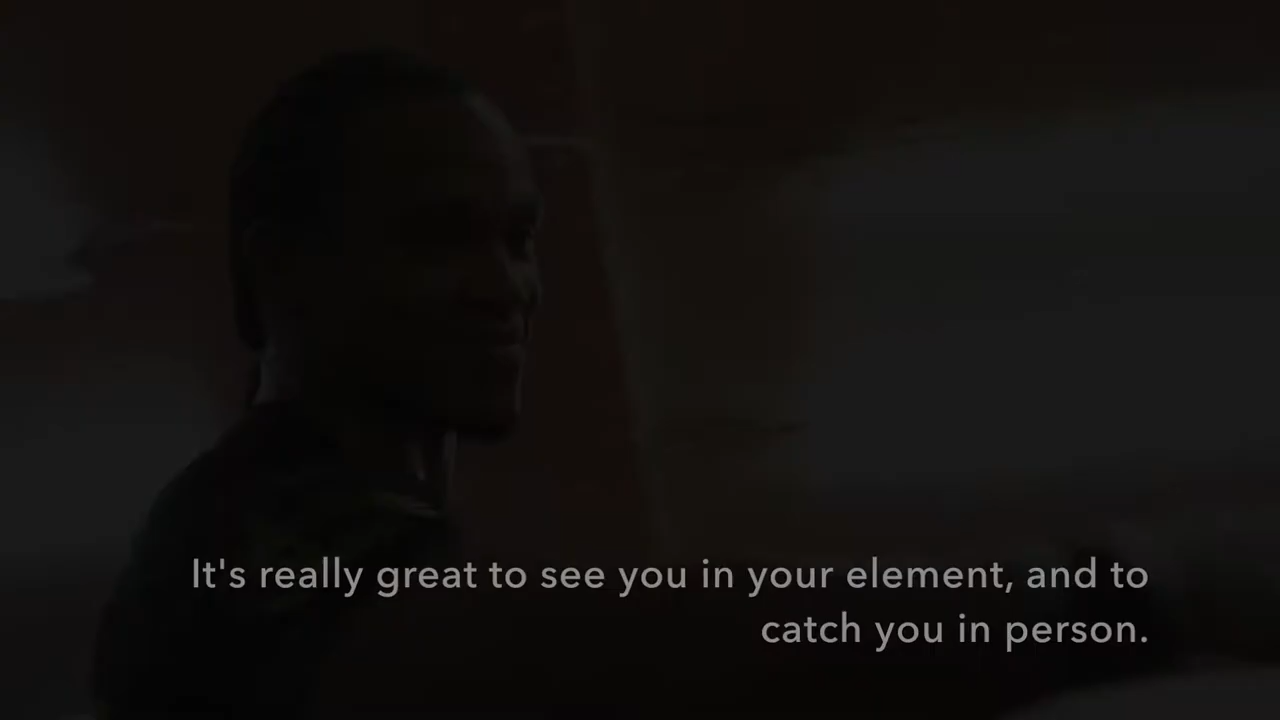 It's really great to see you in your element, and to
catch you in person.